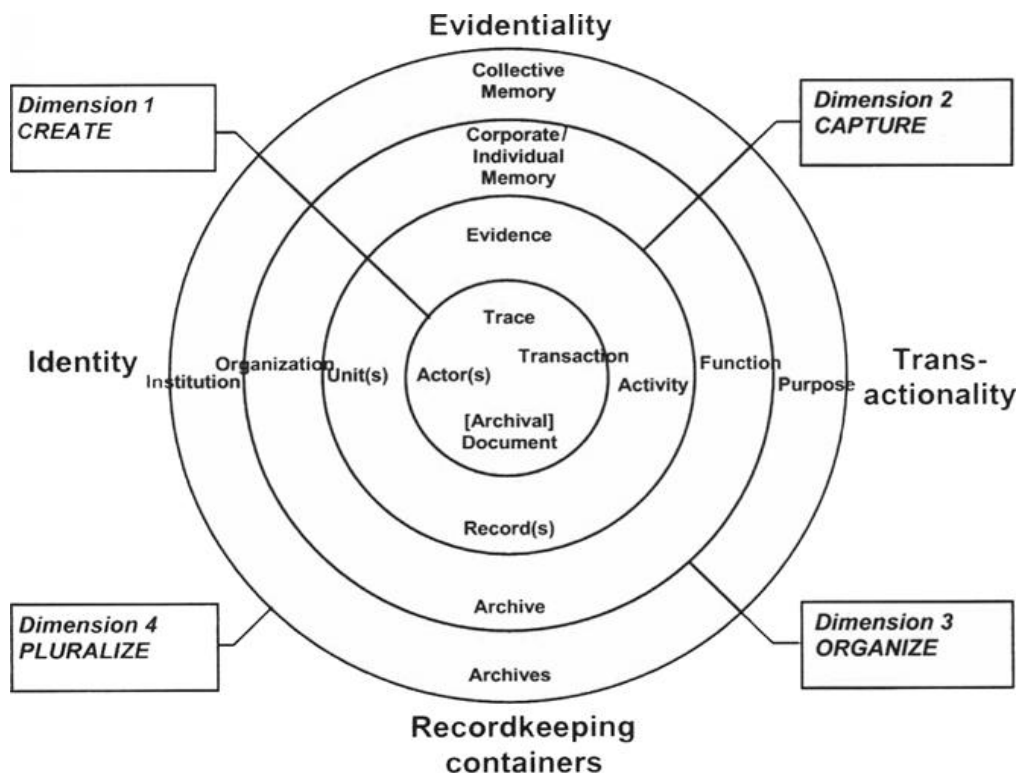 Evidentiality
Collective
Memory
Dimension 1
CREATE
Dimension 2
CAPTURE
Corporate/
Individual
Memory
Evidence
Trace
Transaction
Identity
Institution
Organization
Unit(s)
Actor(s)
Activity
Function
Purpose
Trans-
actionality
[Archival]
Document
Record(s)
Archive
Dimension 4
PLURALIZE
Dimension 3
ORGANIZE
Archives
Recordkeeping
containers